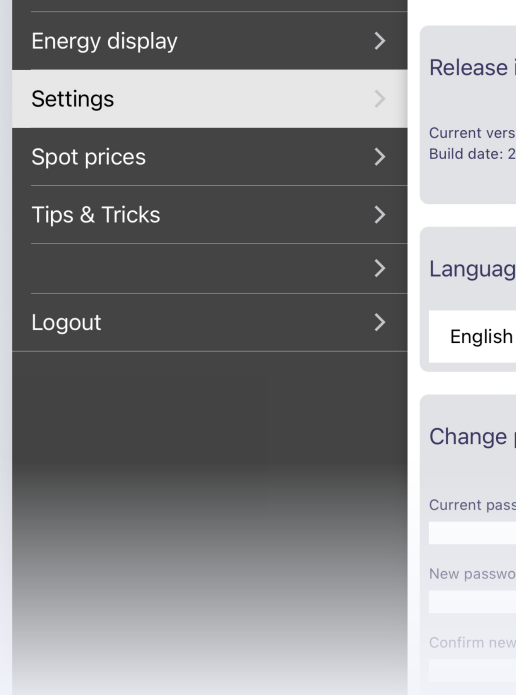 Energy display
Settings
Spot prices
Tips & Tricks
Logout
Release
Current vers
Build date: 2
Languag
English
Change
Current pass
New passwo
Confirm new